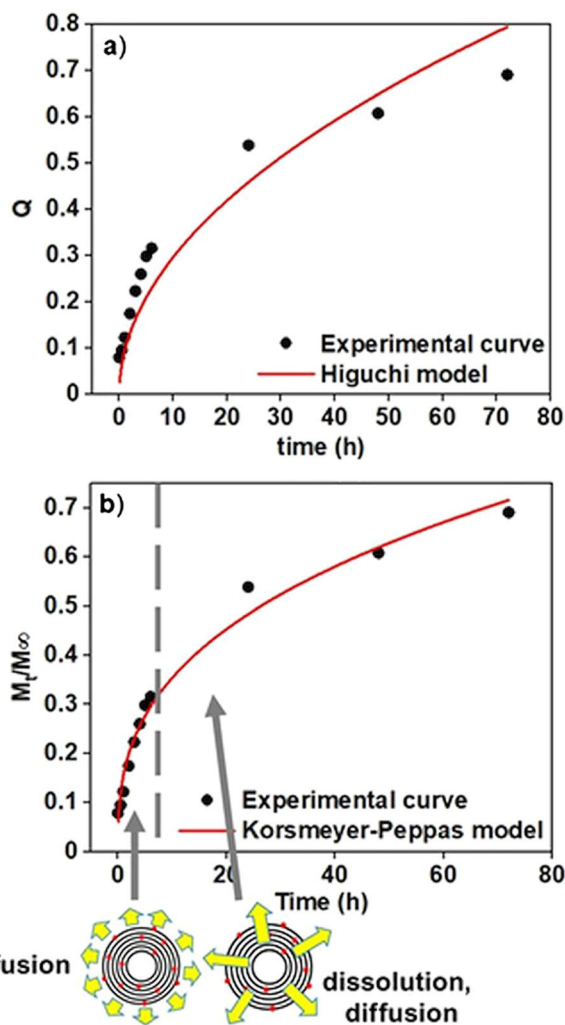 a)
0.8
0.7
0.6
0.5
0.4
0.3
0.2
0.1
0
Q
Experimental curve
Higuchi model
0 10 20 30 40 50 60 70 80
time (h)
b)
0.7
0.6
0.5
0.4
0.3
0.2
0.1
0
Mt/M∞
Experimental curve
Korsmeyer-Peppas model
0 20 40 60 80
Time (h)
fusion
dissolution,
diffusion